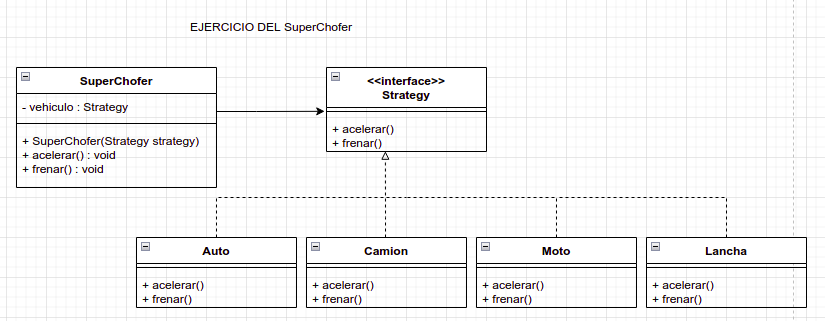 EJERCICIO DEL SuperChofer
SuperChofer
- vehiculo : Strategy
+ SuperChofer(Strategy strategy)
+ acelerar() : void
+ frenar() : void
<<interface>>
Strategy
+ acelerar()
+ frenar()
Auto
+ acelerar()
+ frenar()
Camion
+ acelerar()
+ frenar()
Moto
+ acelerar()
+ frenar()
Lancha
+ acelerar()
+ frenar()